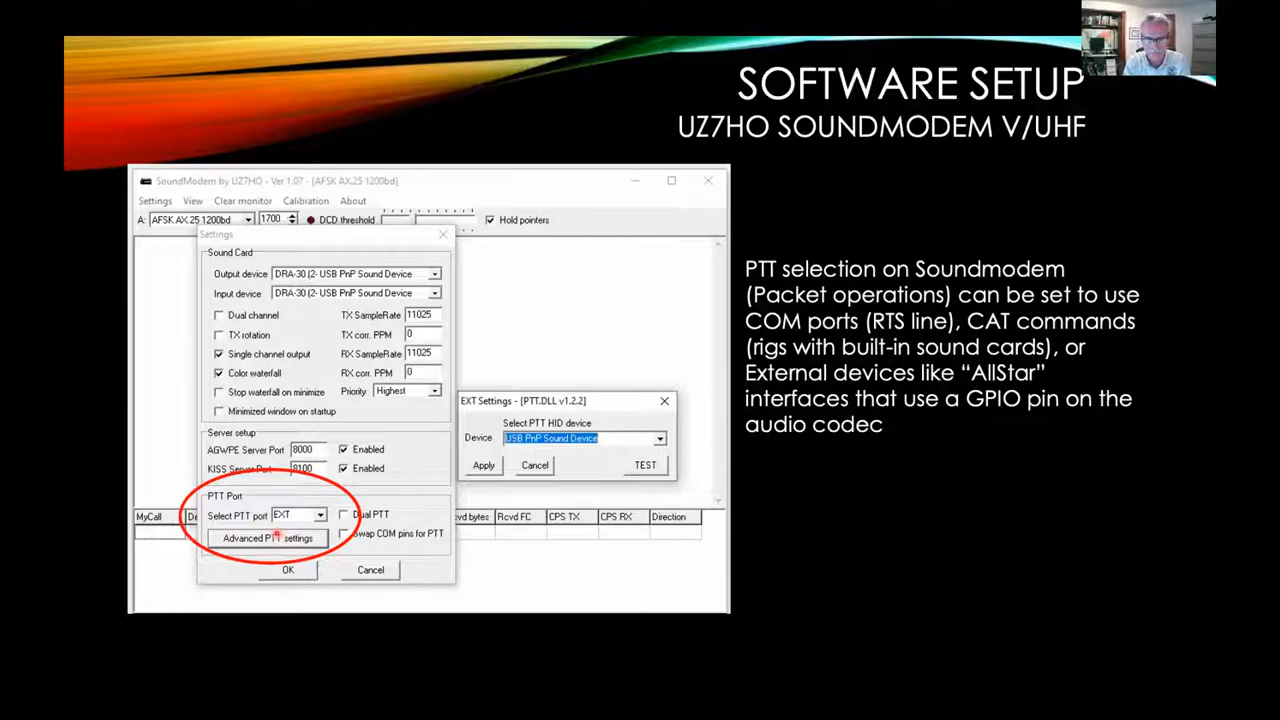 SOFTWARE SETUP
UZ7HO SOUNDMODEM V/UHF
SoundModem by UZ7HO - Ver 1.07 - [AFSK AX.25 1200bd]
Settings View Clear monitor Calibration About
A: AFSK AX.25 1200bd 1700 DCD threshold Hold pointers
Settings
Sound Card
Output device DRA-30 (2- USB PnP Sound Device
Input device DRA-30 (2- USB PnP Sound Device
Dual channel TX SampleRate 11025
TX rotation TX corr. PPM 0
Single channel output RX SampleRate 11025
Color waterfall RX corr. PPM 0
Stop waterfall on minimize Priority Highest
Minimized window on startup
Server setup
AGWPE Server Port 8000 Enabled
KISS Server Port 8100 Enabled
PTT Port
Select PTT port EXT Dual PTT
Advanced PTT settings Swap COM pins for PTT
OK Cancel
EXT Settings - [PTT.DLL v1.2.2]
Select PTT HID device
Device USB PnP Sound Device
Apply Cancel TEST
MyCall De cvd bytes Rcvd FC CPS TX CPS RX Direction
PTT selection on Soundmodem
(Packet operations) can be set to use
COM ports (RTS line), CAT commands
(rigs with built-in sound cards), or
External devices like “AllStar”
interfaces that use a GPIO pin on the
audio codec